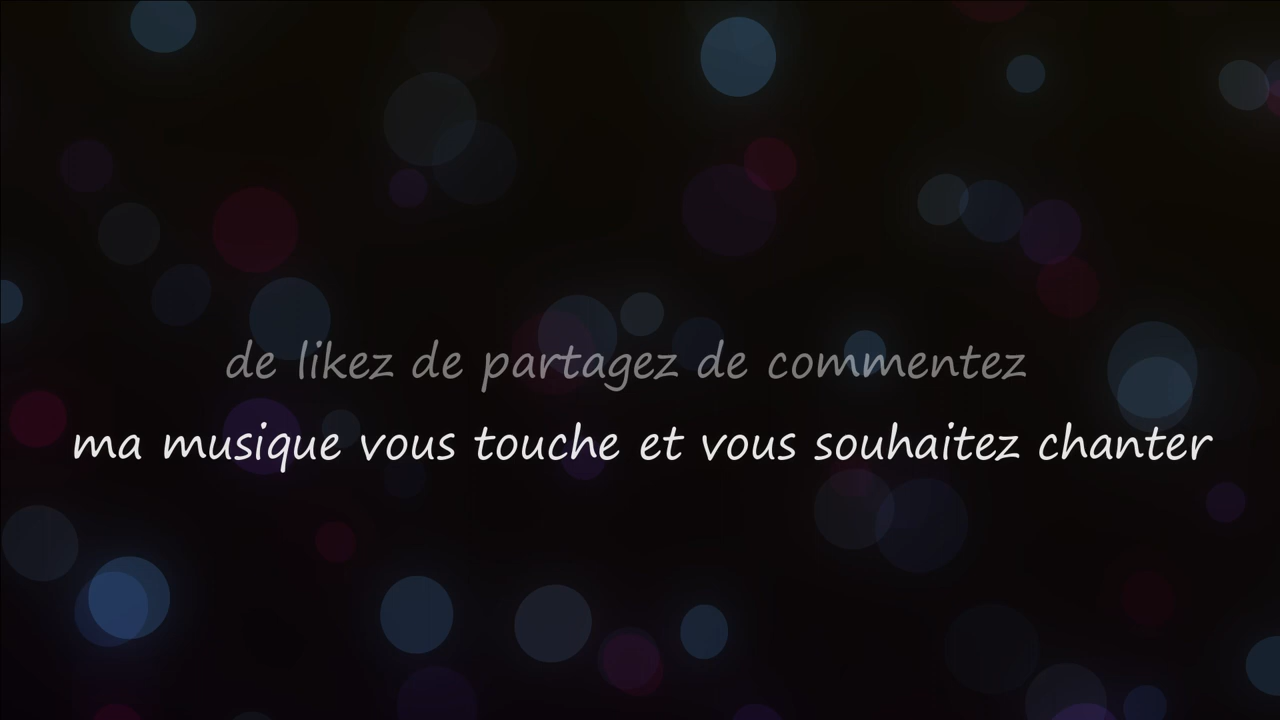 de likez de partagez de commentez
ma musique vous touche et vous souhaitez chanter